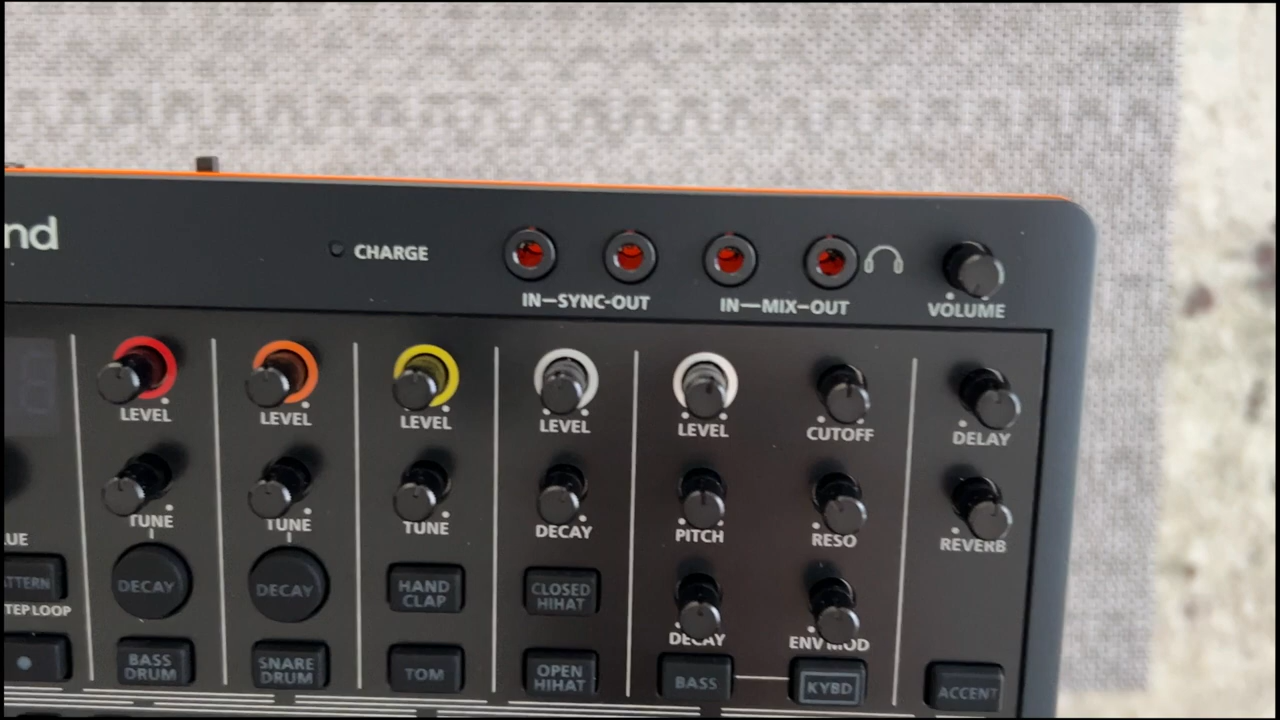 nd
CHARGE
IN—SYNC-OUT
IN—MIX—OUT
VOLUME
LEVEL
LEVEL
LEVEL
LEVEL
LEVEL
CUTOFF
DELAY
TUNE
TUNE
TUNE
DECAY
PITCH
RESO
REVERB
LUE
TTERN
DECAY
DECAY
HAND
CLAP
CLOSED
HIHAT
DECAY
ENV MOD
TEP LOOP
BASS
DRUM
SNARE
DRUM
TOM
OPEN
HIHAT
BASS
KYBD
ACCENT